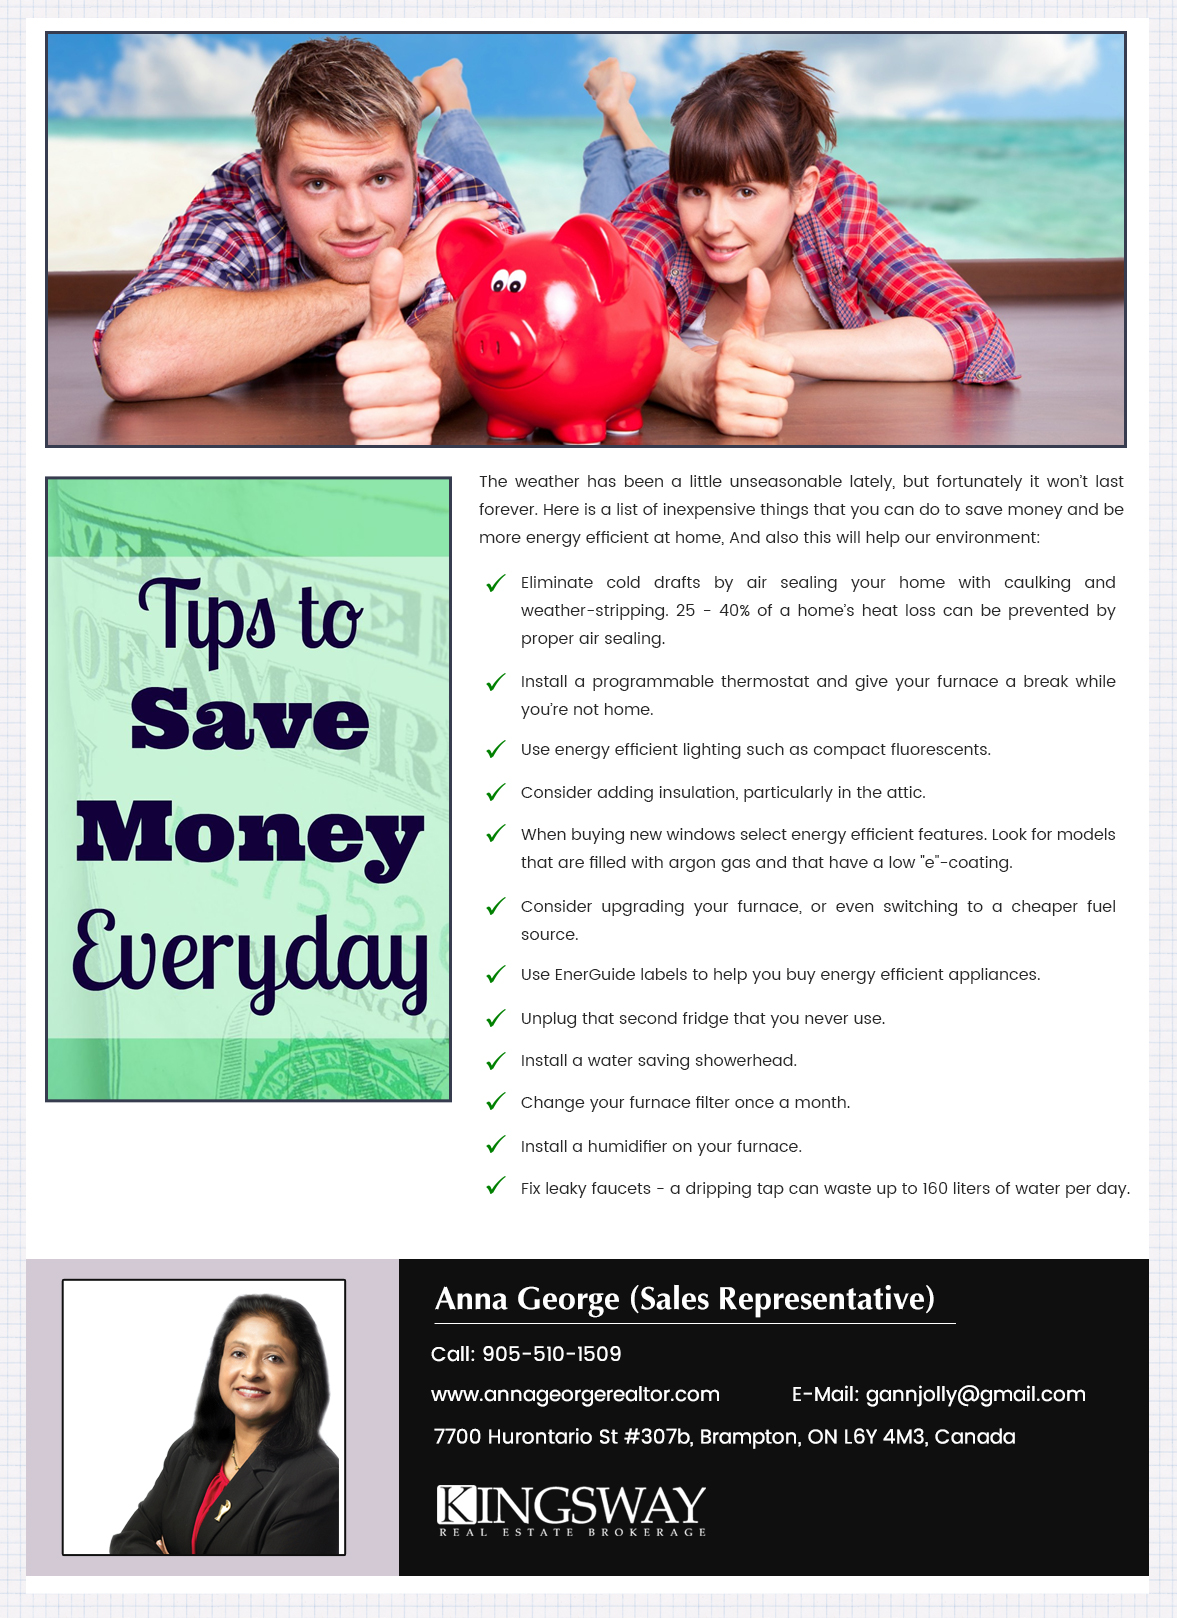 The weather has been a little unseasonable lately, but fortunately it won't last
forever. Here is a list of inexpensive things that you can do to save money and be
more energy efficient at home, And also this will help our environment:
Tips to
Save
Money
Everyday
Eliminate cold drafts by air sealing your home with caulking and
weather-stripping. 25 - 40% of a home's heat loss can be prevented by
proper air sealing.
Install a programmable thermostat and give your furnace a break while
you're not home.
Use energy efficient lighting such as compact fluorescents.
Consider adding insulation, particularly in the attic.
When buying new windows select energy efficient features. Look for models
that are filled with argon gas and that have a low "e"-coating.
Consider upgrading your furnace, or even switching to a cheaper fuel
source.
Use EnerGuide labels to help you buy energy efficient appliances.
Unplug that second fridge that you never use.
Install a water saving showerhead.
Change your furnace filter once a month.
Install a humidifier on your furnace.
Fix leaky faucets - a dripping tap can waste up to 160 liters of water per day.
Anna George (Sales Representative)
Call: 905-510-1509
www.annageorgerealtor.com E-Mail: gannjolly@gmail.com
7700 Hurontario St #307b, Brampton, ON L6Y 4M3, Canada
KINGSWAY
REAL ESTATE BROKERAGE